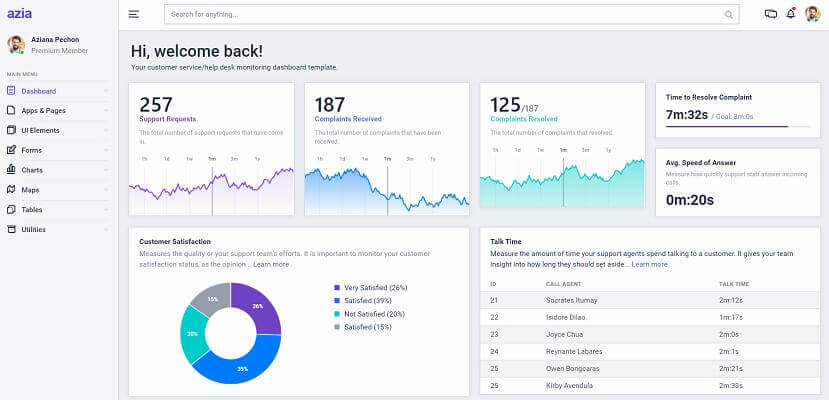 azia
Search for anything...
Aziana Pechon
Premium Member
MAIN MENU
Dashboard
Apps & Pages
UI Elements
Forms
Charts
Maps
Tables
Utilities
Hi, welcome back!
Your customer service/help desk monitoring dashboard template.
257
Support Requests
The total number of support requests that have come
in.
1h 1d 1w 1m 3m 1y
187
Complaints Received
The total number of complaints that have been
received.
1h 1d 1w 1m 3m 1y
125/187
Complaints Resolved
The total number of complaints that resolved.
1h 1d 1w 1m 3m 1y
Time to Resolve Complaint
7m:32s / Goal: 8m:0s
Avg. Speed of Answer
Measure how quickly support staff answer incoming
calls.
0m:20s
Customer Satisfaction
Measures the quality or your support team's efforts. It is important to monitor your customer
satisfaction status, as the opinion... Learn more
26%
39%
20%
15%
Very Satisfied (26%)
Satisfied (39%)
Not Satisfied (20%)
Satisfied (15%)
Talk Time
Measure the amount of time your support agents spend talking to a customer. It gives your team
insight into how long they should set aside... Learn more
ID CALL AGENT TALK TIME
21 Socrates Itumay 2m:12s
22 Isidore Dilao 1m:17s
23 Joyce Chua 2m:0s
24 Reynante Labares 2m:1s
25 Owen Bongcaras 2m:21s
25 Kirby Avendula 2m:33s